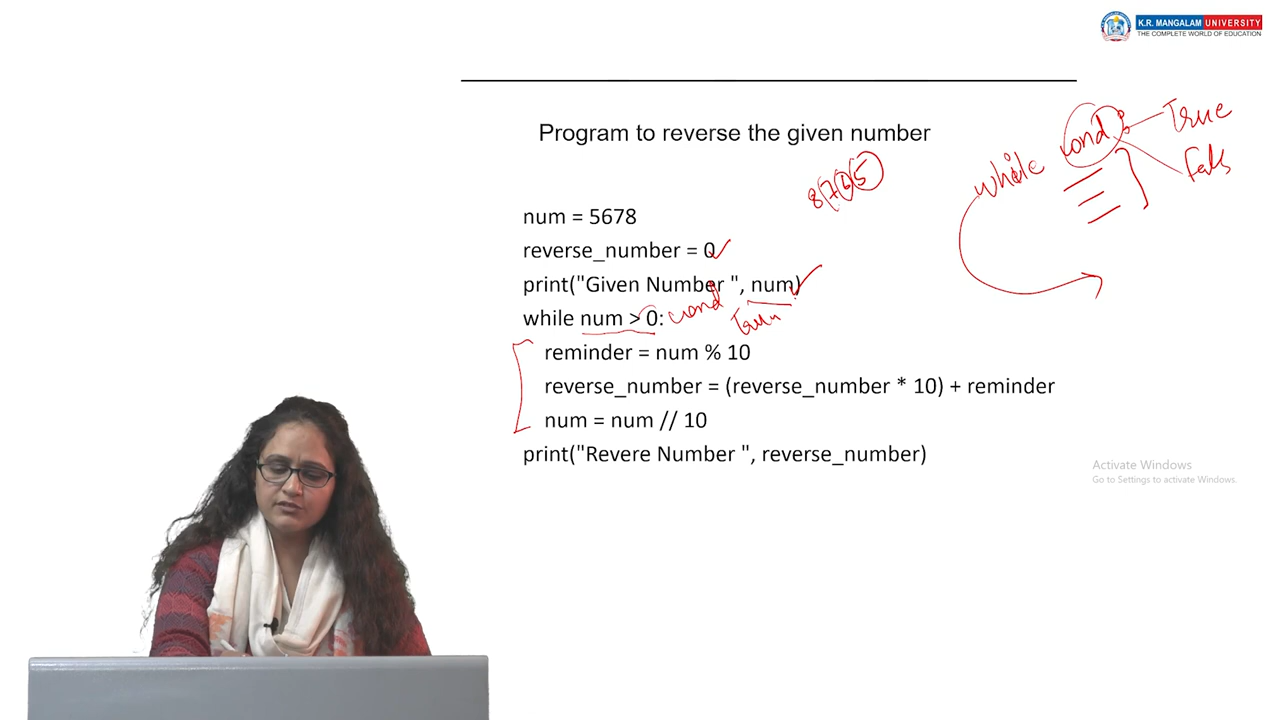 K.R. MANGALAM UNIVERSITY
THE COMPLETE WORLD OF EDUCATION
Program to reverse the given number
while cond :
True
8765
num = 5678
reverse_number = 0
print("Given Number ", num)
while num > 0:
cond
True
reminder = num % 10
reverse_number = (reverse_number * 10) + reminder
num = num // 10
print("Revere Number ", reverse_number)
Activate Windows
Go to Settings to activate Windows.